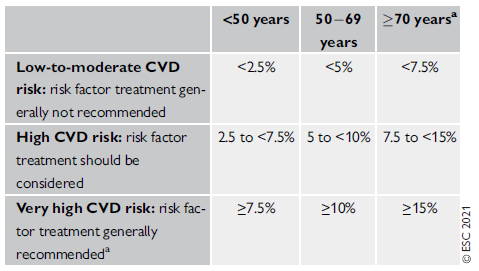 <50 years 50–69 years ≥70 yearsᵃ
Low-to-moderate CVD
risk: risk factor treatment gen-
erally not recommended
<2.5% <5% <7.5%
High CVD risk: risk factor
treatment should be
considered
2.5 to <7.5% 5 to <10% 7.5 to <15%
Very high CVD risk: risk fac-
tor treatment generally
recommendedᵃ
≥7.5% ≥10% ≥15%
© ESC 2021